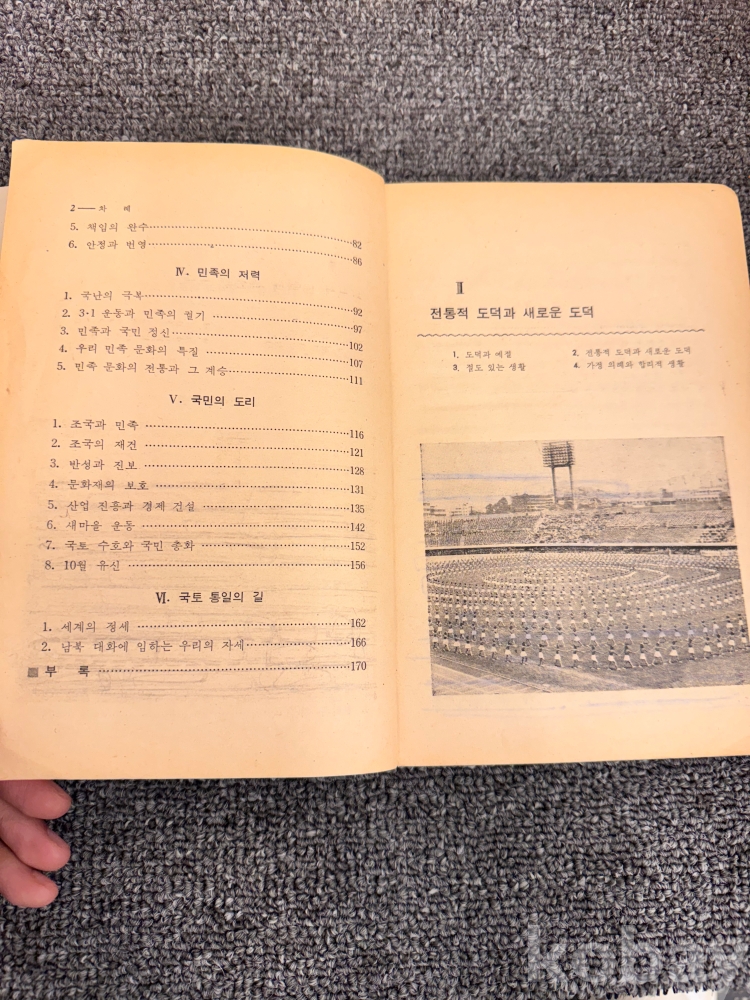 2 —— 차 례
5. 책임의 완수 ········ 82
6. 안정과 번영 ········ 86
Ⅳ. 민족의 저력
1. 국난의 극복 ········ 92
2. 3·1 운동과 민족의 궐기 ········ 97
3. 민족과 국민 정신 ········ 102
4. 우리 민족 문화의 특질 ········ 107
5. 민족 문화의 전통과 그 계승 ········ 111
Ⅴ. 국민의 도리
1. 조국과 민족 ········ 116
2. 조국의 재건 ········ 121
3. 반성과 진보 ········ 128
4. 문화재의 보호 ········ 131
5. 산업 진흥과 경제 건설 ········ 135
6. 새마을 운동 ········ 142
7. 국토 수호와 국민 총화 ········ 152
8. 10월 유신 ········ 156
Ⅵ. 국토 통일의 길
1. 세계의 정세 ········ 162
2. 남북 대화에 임하는 우리의 자세 ········ 166
부 록 ········ 170
Ⅱ
전통적 도덕과 새로운 도덕
1. 도덕과 예절 2. 전통적 도덕과 새로운 도덕
3. 절도 있는 생활 4. 가정 의례와 합리적 생활